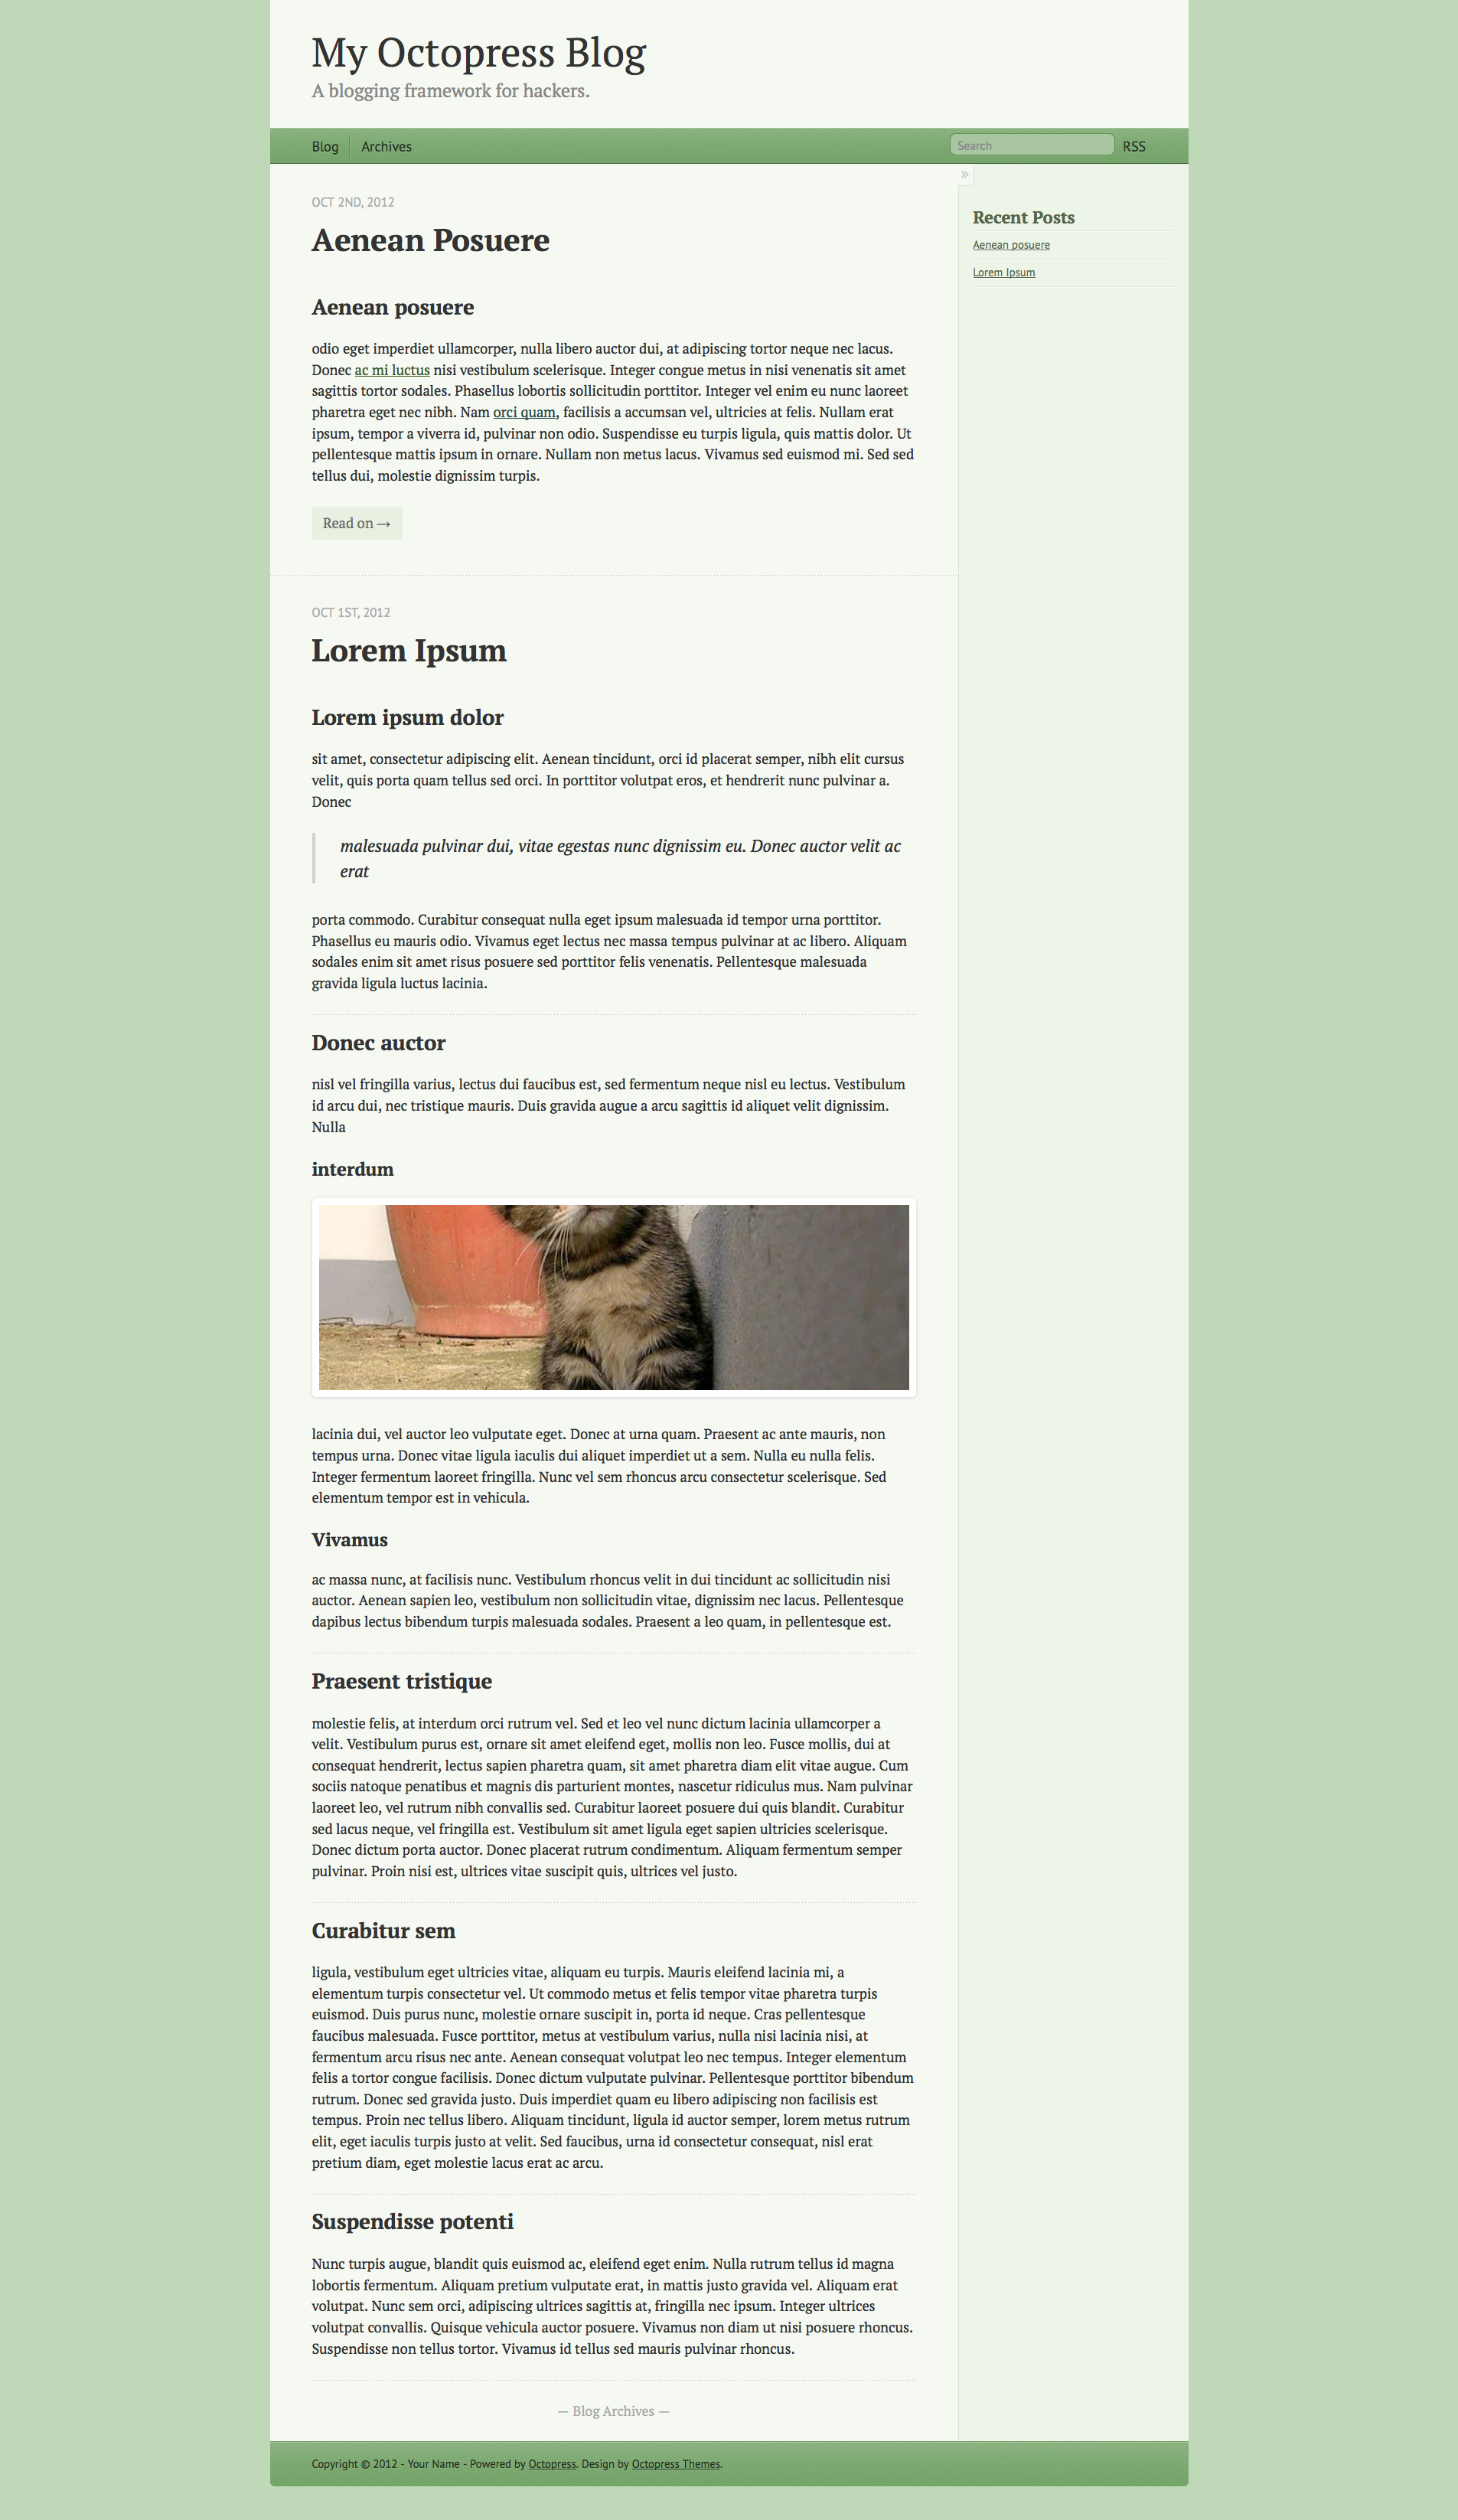 My Octopress Blog
A blogging framework for hackers.
Blog
Archives
Search
RSS
»
OCT 2ND, 2012
Aenean Posuere
Aenean posuere
odio eget imperdiet ullamcorper, nulla libero auctor dui, at adipiscing tortor neque nec lacus.
Donec ac mi luctus nisi vestibulum scelerisque. Integer congue metus in nisi venenatis sit amet
sagittis tortor sodales. Phasellus lobortis sollicitudin porttitor. Integer vel enim eu nunc laoreet
pharetra eget nec nibh. Nam orci quam, facilisis a accumsan vel, ultricies at felis. Nullam erat
ipsum, tempor a viverra id, pulvinar non odio. Suspendisse eu turpis ligula, quis mattis dolor. Ut
pellentesque mattis ipsum in ornare. Nullam non metus lacus. Vivamus sed euismod mi. Sed sed
tellus dui, molestie dignissim turpis.
Read on →
OCT 1ST, 2012
Lorem Ipsum
Lorem ipsum dolor
sit amet, consectetur adipiscing elit. Aenean tincidunt, orci id placerat semper, nibh elit cursus
velit, quis porta quam tellus sed orci. In porttitor volutpat eros, et hendrerit nunc pulvinar a.
Donec
malesuada pulvinar dui, vitae egestas nunc dignissim eu. Donec auctor velit ac
erat
porta commodo. Curabitur consequat nulla eget ipsum malesuada id tempor urna porttitor.
Phasellus eu mauris odio. Vivamus eget lectus nec massa tempus pulvinar at ac libero. Aliquam
sodales enim sit amet risus posuere sed porttitor felis venenatis. Pellentesque malesuada
gravida ligula luctus lacinia.
Donec auctor
nisl vel fringilla varius, lectus dui faucibus est, sed fermentum neque nisl eu lectus. Vestibulum
id arcu dui, nec tristique mauris. Duis gravida augue a arcu sagittis id aliquet velit dignissim.
Nulla
interdum
lacinia dui, vel auctor leo vulputate eget. Donec at urna quam. Praesent ac ante mauris, non
tempus urna. Donec vitae ligula iaculis dui aliquet imperdiet ut a sem. Nulla eu nulla felis.
Integer fermentum laoreet fringilla. Nunc vel sem rhoncus arcu consectetur scelerisque. Sed
elementum tempor est in vehicula.
Vivamus
ac massa nunc, at facilisis nunc. Vestibulum rhoncus velit in dui tincidunt ac sollicitudin nisi
auctor. Aenean sapien leo, vestibulum non sollicitudin vitae, dignissim nec lacus. Pellentesque
dapibus lectus bibendum turpis malesuada sodales. Praesent a leo quam, in pellentesque est.
Praesent tristique
molestie felis, at interdum orci rutrum vel. Sed et leo vel nunc dictum lacinia ullamcorper a
velit. Vestibulum purus est, ornare sit amet eleifend eget, mollis non leo. Fusce mollis, dui at
consequat hendrerit, lectus sapien pharetra quam, sit amet pharetra diam elit vitae augue. Cum
sociis natoque penatibus et magnis dis parturient montes, nascetur ridiculus mus. Nam pulvinar
laoreet leo, vel rutrum nibh convallis sed. Curabitur laoreet posuere dui quis blandit. Curabitur
sed lacus neque, vel fringilla est. Vestibulum sit amet ligula eget sapien ultricies scelerisque.
Donec dictum porta auctor. Donec placerat rutrum condimentum. Aliquam fermentum semper
pulvinar. Proin nisi est, ultrices vitae suscipit quis, ultrices vel justo.
Curabitur sem
ligula, vestibulum eget ultricies vitae, aliquam eu turpis. Mauris eleifend lacinia mi, a
elementum turpis consectetur vel. Ut commodo metus et felis tempor vitae pharetra turpis
euismod. Duis purus nunc, molestie ornare suscipit in, porta id neque. Cras pellentesque
faucibus malesuada. Fusce porttitor, metus at vestibulum varius, nulla nisi lacinia nisi, at
fermentum arcu risus nec ante. Aenean consequat volutpat leo nec tempus. Integer elementum
felis a tortor congue facilisis. Donec dictum vulputate pulvinar. Pellentesque porttitor bibendum
rutrum. Donec sed gravida justo. Duis imperdiet quam eu libero adipiscing non facilisis est
tempus. Proin nec tellus libero. Aliquam tincidunt, ligula id auctor semper, lorem metus rutrum
elit, eget iaculis turpis justo at velit. Sed faucibus, urna id consectetur consequat, nisl erat
pretium diam, eget molestie lacus erat ac arcu.
Suspendisse potenti
Nunc turpis augue, blandit quis euismod ac, eleifend eget enim. Nulla rutrum tellus id magna
lobortis fermentum. Aliquam pretium vulputate erat, in mattis justo gravida vel. Aliquam erat
volutpat. Nunc sem orci, adipiscing ultrices sagittis at, fringilla nec ipsum. Integer ultrices
volutpat convallis. Quisque vehicula auctor posuere. Vivamus non diam ut nisi posuere rhoncus.
Suspendisse non tellus tortor. Vivamus id tellus sed mauris pulvinar rhoncus.
— Blog Archives —
Recent Posts
Aenean posuere
Lorem Ipsum
Copyright © 2012 - Your Name - Powered by Octopress. Design by Octopress Themes.